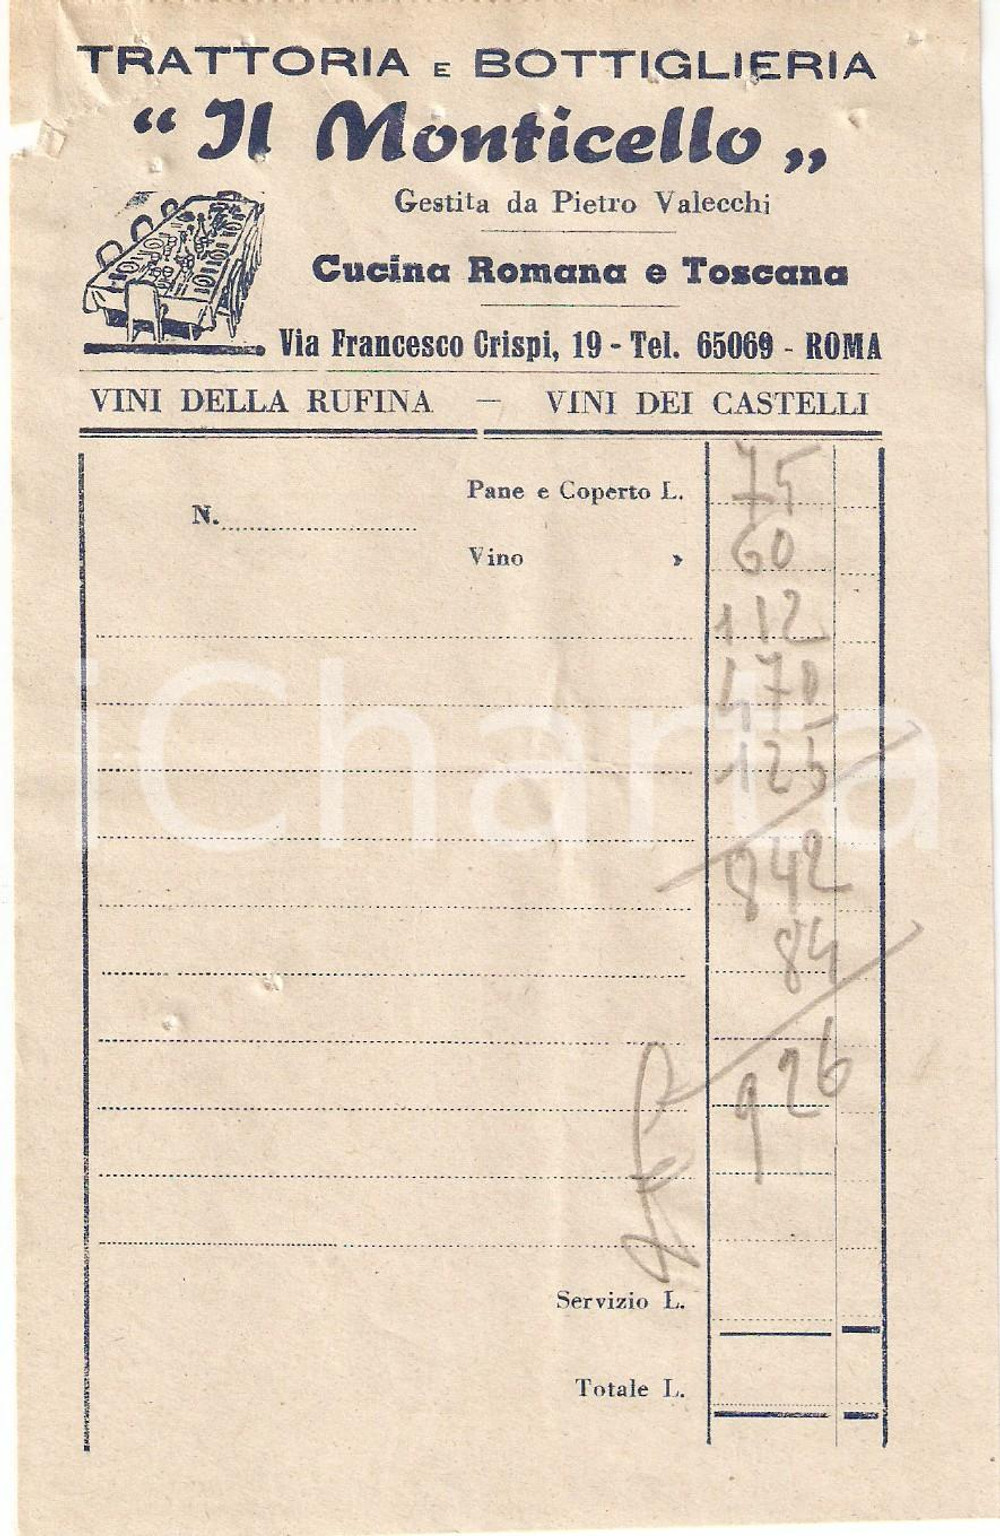 TRATTORIA E BOTTIGLIERIA
“ Il Monticello „
Gestita da Pietro Valecchi
Cucina Romana e Toscana
Via Francesco Crispi, 19 - Tel. 65069 - ROMA
VINI DELLA RUFINA — VINI DEI CASTELLI
Pane e Coperto L. 75
N.
Vino » 60
112
470
125
842
84
926
Servizio L.
Totale L.
Charta